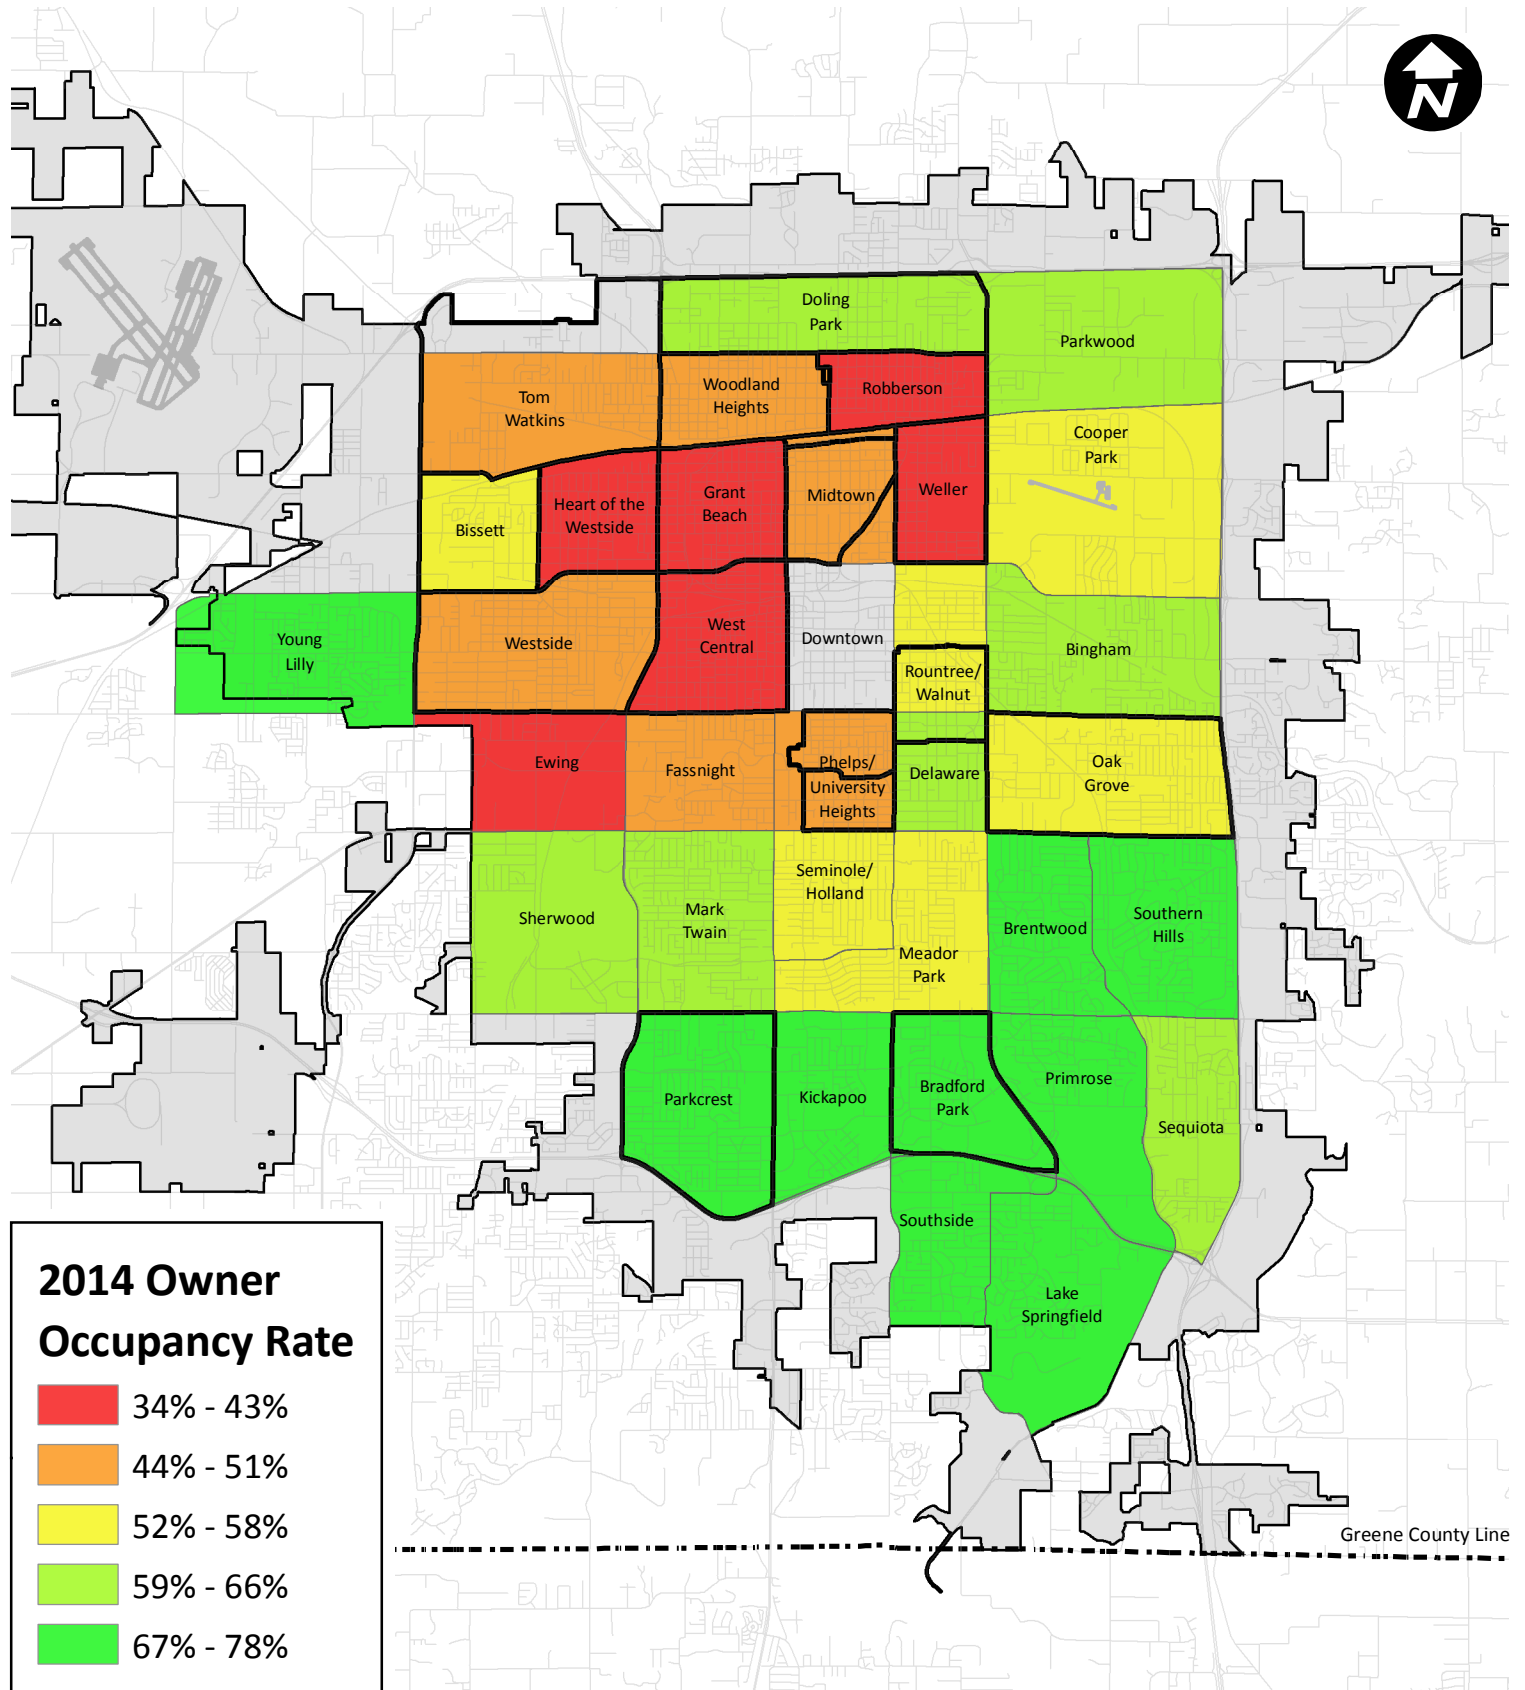 N
Doling
Park
Parkwood
Woodland
Heights
Robberson
Tom
Watkins
Cooper
Park
Heart of the
Westside
Grant
Beach
Midtown
Weller
Bissett
Young
Lilly
Westside
West
Central
Downtown
Bingham
Rountree/
Walnut
Ewing
Fassnight
Phelps/
University
Heights
Delaware
Oak
Grove
Seminole/
Holland
Sherwood
Mark
Twain
Meador
Park
Brentwood
Southern
Hills
Parkcrest
Kickapoo
Bradford
Park
Primrose
Sequiota
Southside
Lake
Springfield
2014 Owner
Occupancy Rate
34% - 43%
44% - 51%
52% - 58%
59% - 66%
67% - 78%
Greene County Line